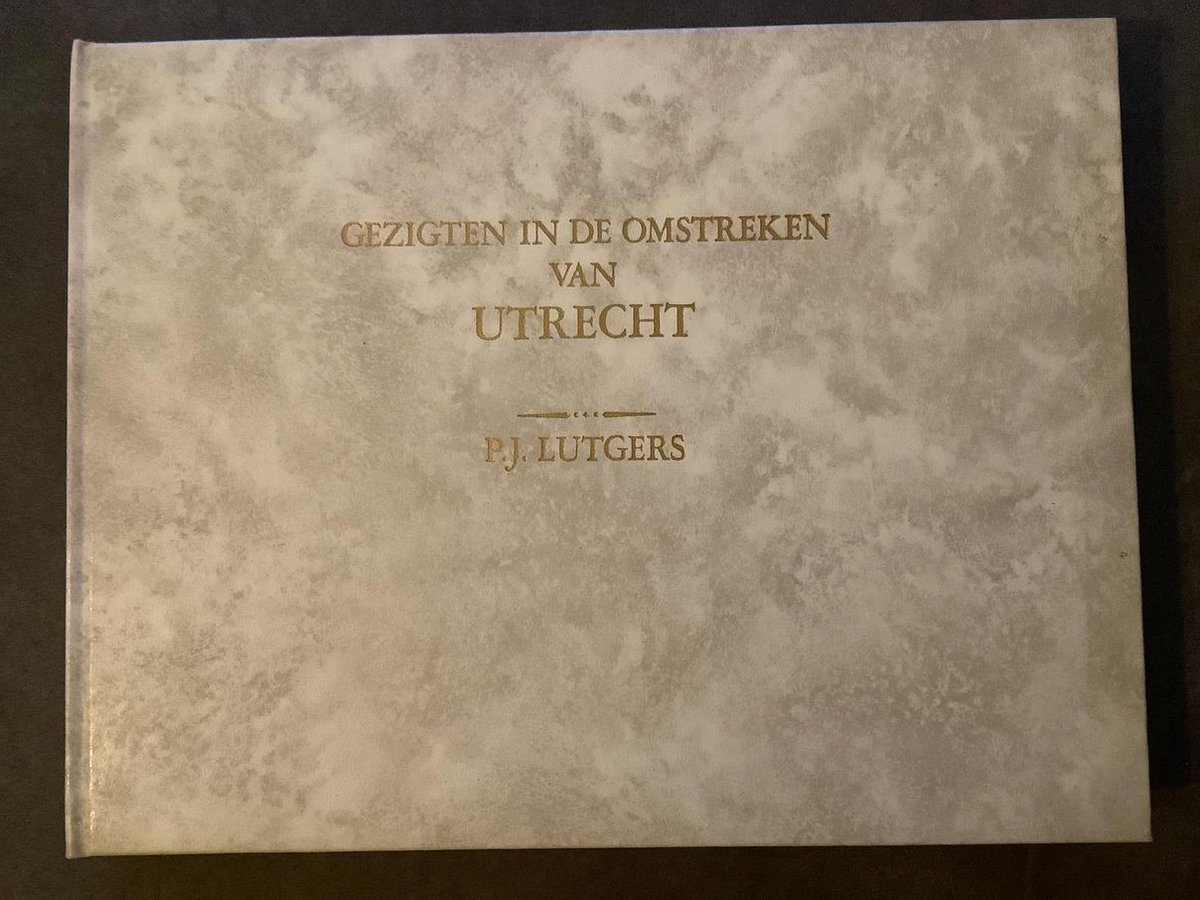 GEZIGTEN IN DE OMSTREKEN
VAN
UTRECHT
P.J. LUTGERS